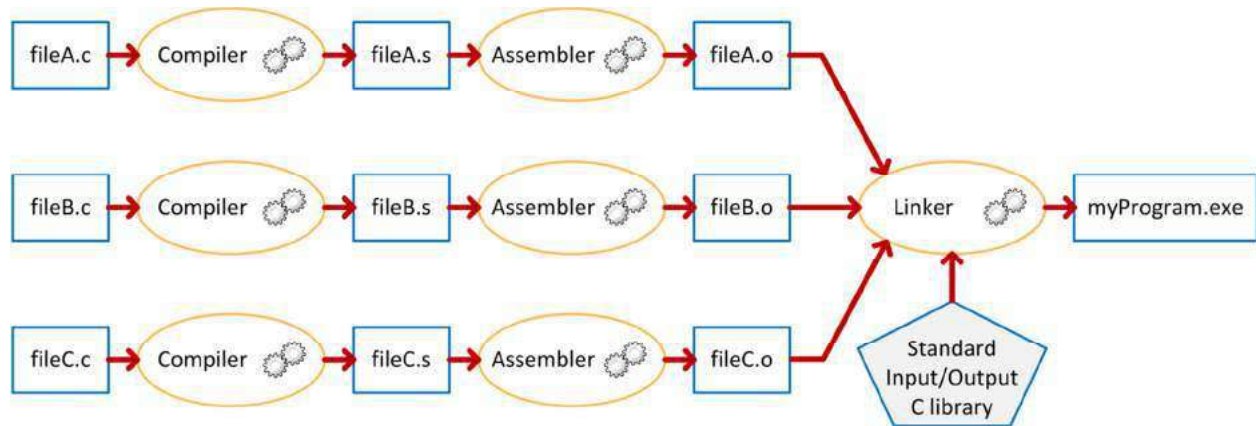 fileA.c
Compiler
fileA.s
Assembler
fileA.o
fileB.c
Compiler
fileB.s
Assembler
fileB.o
Linker
myProgram.exe
fileC.c
Compiler
fileC.s
Assembler
fileC.o
Standard
Input/Output
C library